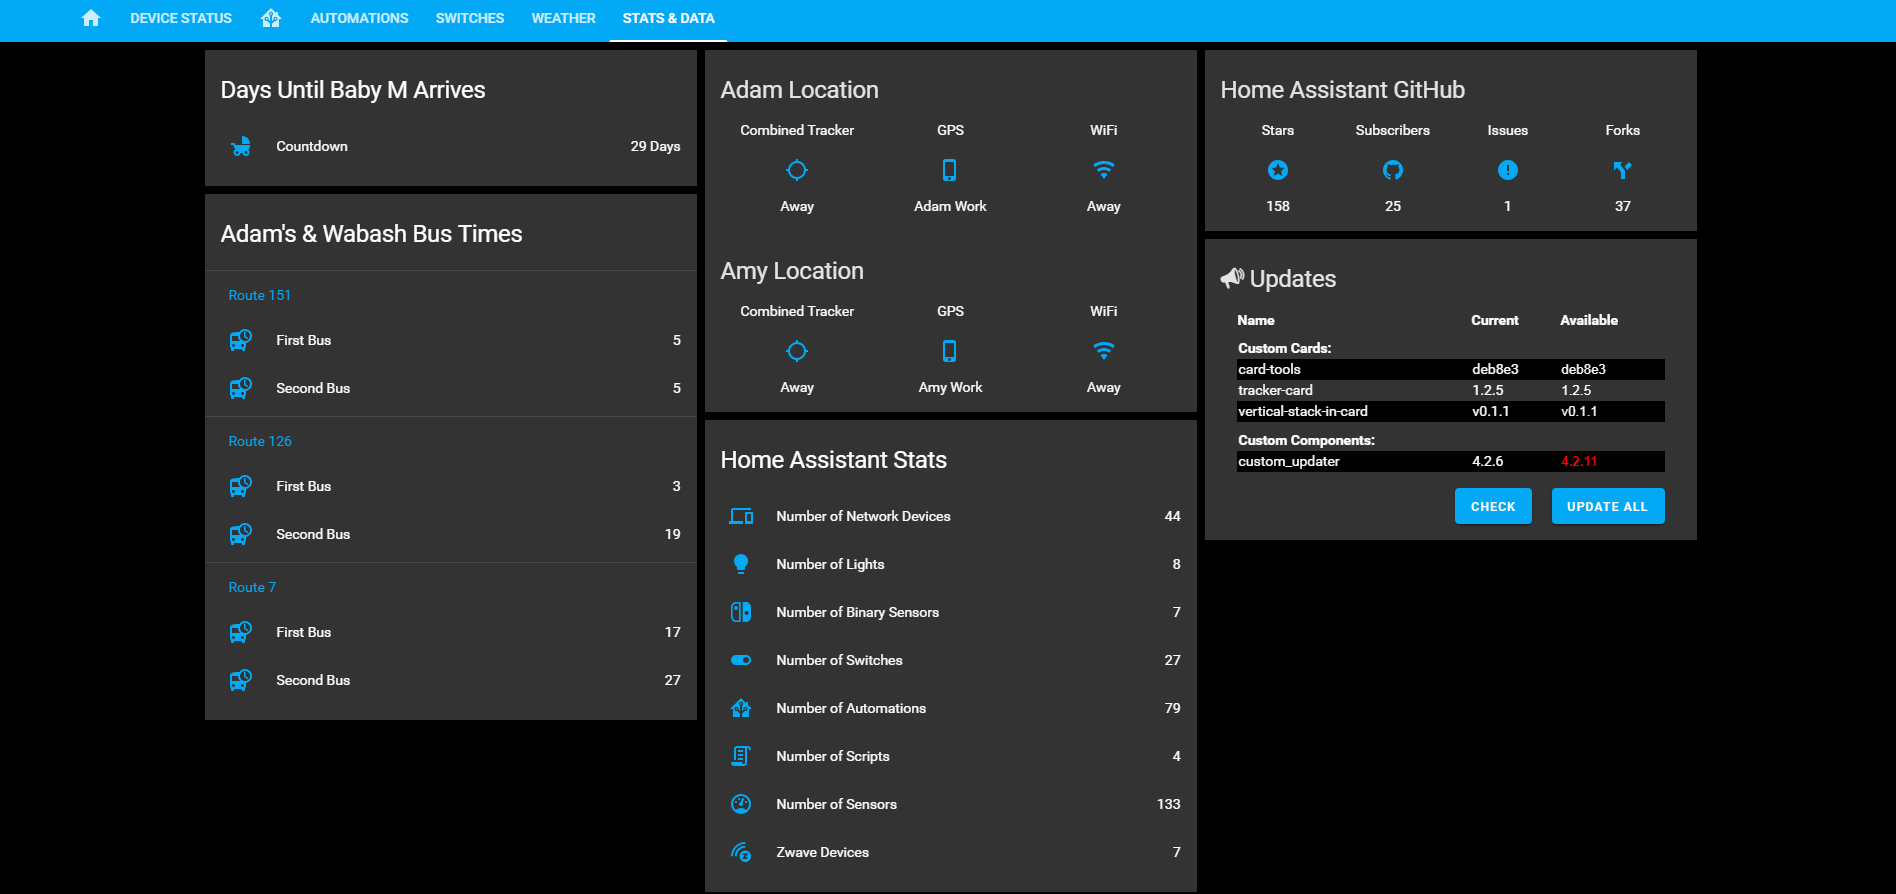 DEVICE STATUS AUTOMATIONS SWITCHES WEATHER STATS & DATA
Days Until Baby M Arrives
Countdown 29 Days
Adam's & Wabash Bus Times
Route 151
First Bus 5
Second Bus 5
Route 126
First Bus 3
Second Bus 19
Route 7
First Bus 17
Second Bus 27
Adam Location
Combined Tracker GPS WiFi
Away Adam Work Away
Amy Location
Combined Tracker GPS WiFi
Away Amy Work Away
Home Assistant Stats
Number of Network Devices 44
Number of Lights 8
Number of Binary Sensors 7
Number of Switches 27
Number of Automations 79
Number of Scripts 4
Number of Sensors 133
Zwave Devices 7
Home Assistant GitHub
Stars Subscribers Issues Forks
158 25 1 37
Updates
Name Current Available
Custom Cards:
card-tools deb8e3 deb8e3
tracker-card 1.2.5 1.2.5
vertical-stack-in-card v0.1.1 v0.1.1
Custom Components:
custom_updater 4.2.6 4.2.11
CHECK UPDATE ALL